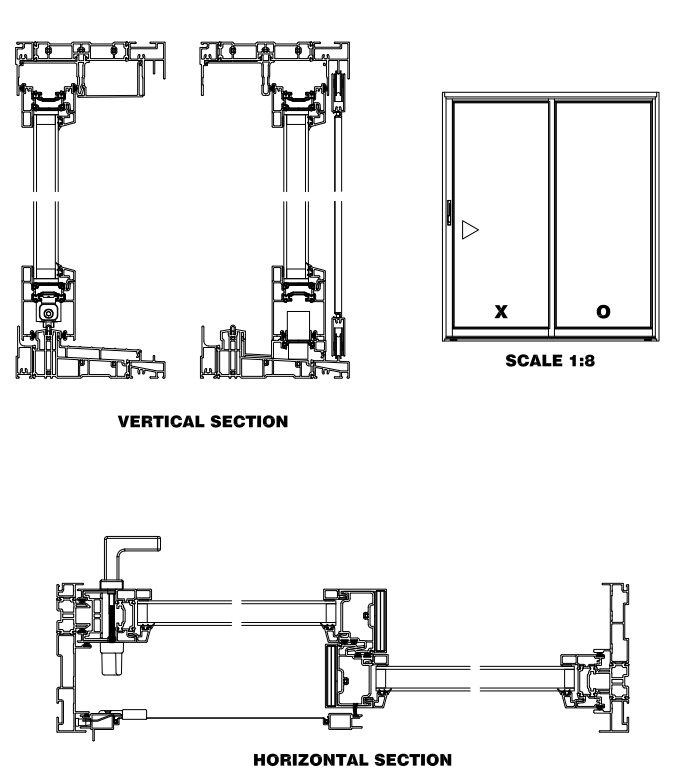 X O
SCALE 1:8
VERTICAL SECTION
HORIZONTAL SECTION